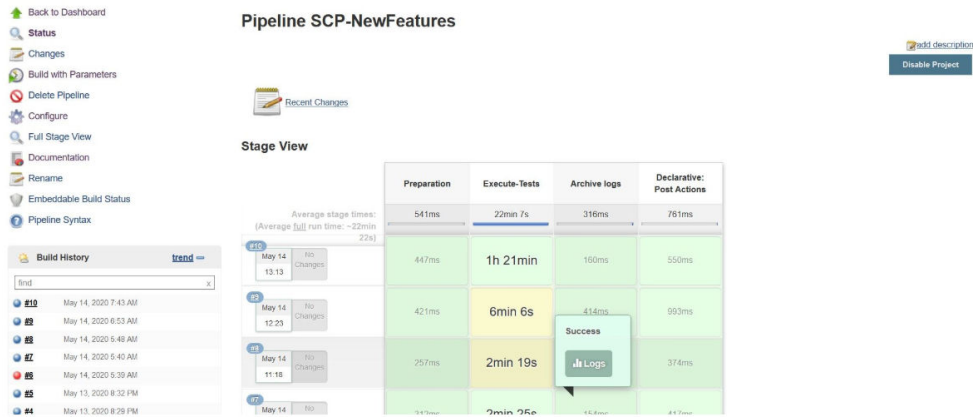 Back to Dashboard
Status
Changes
Build with Parameters
Delete Pipeline
Configure
Full Stage View
Documentation
Rename
Embeddable Build Status
Pipeline Syntax
Build History
trend
find
x
#10 May 14, 2020 7:43 AM
#9 May 14, 2020 6:53 AM
#8 May 14, 2020 5:48 AM
#7 May 14, 2020 5:40 AM
#6 May 14, 2020 5:39 AM
#5 May 13, 2020 8:32 PM
#4 May 13, 2020 8:29 PM
Pipeline SCP-NewFeatures
add description
Disable Project
Recent Changes
Stage View
Preparation Execute-Tests Archive logs Declarative: Post Actions
Average stage times:
(Average full run time: ~22min
22s)
541ms 22min 7s 316ms 761ms
#10
May 14
13:13
No
Changes
447ms 1h 21min 160ms 550ms
#9
May 14
12:23
No
Changes
421ms 6min 6s 414ms 993ms
Success
Logs
#8
May 14
11:18
No
Changes
257ms 2min 19s 374ms
#7
May 14
No
212ms 2min 25s 154ms 417ms